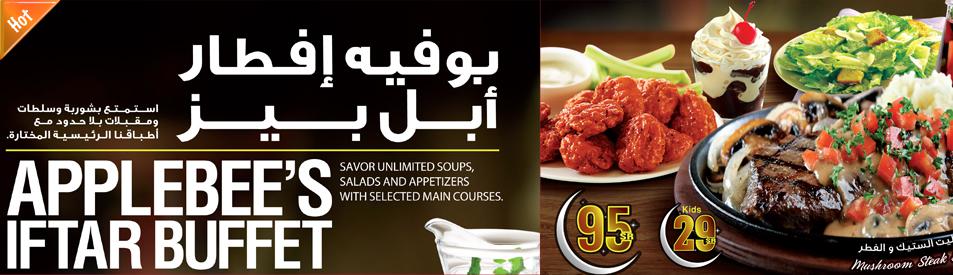 Hot
بوفيه إفطار
أبل بيز
استمتع بشوربة وسلطات
ومقبلات بلا حدود مع
أطباقنا الرئيسية المختارة.
APPLEBEE'S
IFTAR BUFFET
SAVOR UNLIMITED SOUPS,
SALADS AND APPETIZERS
WITH SELECTED MAIN COURSES.
95
Kids
29
الستيك و الفطر
Mushroom Steak